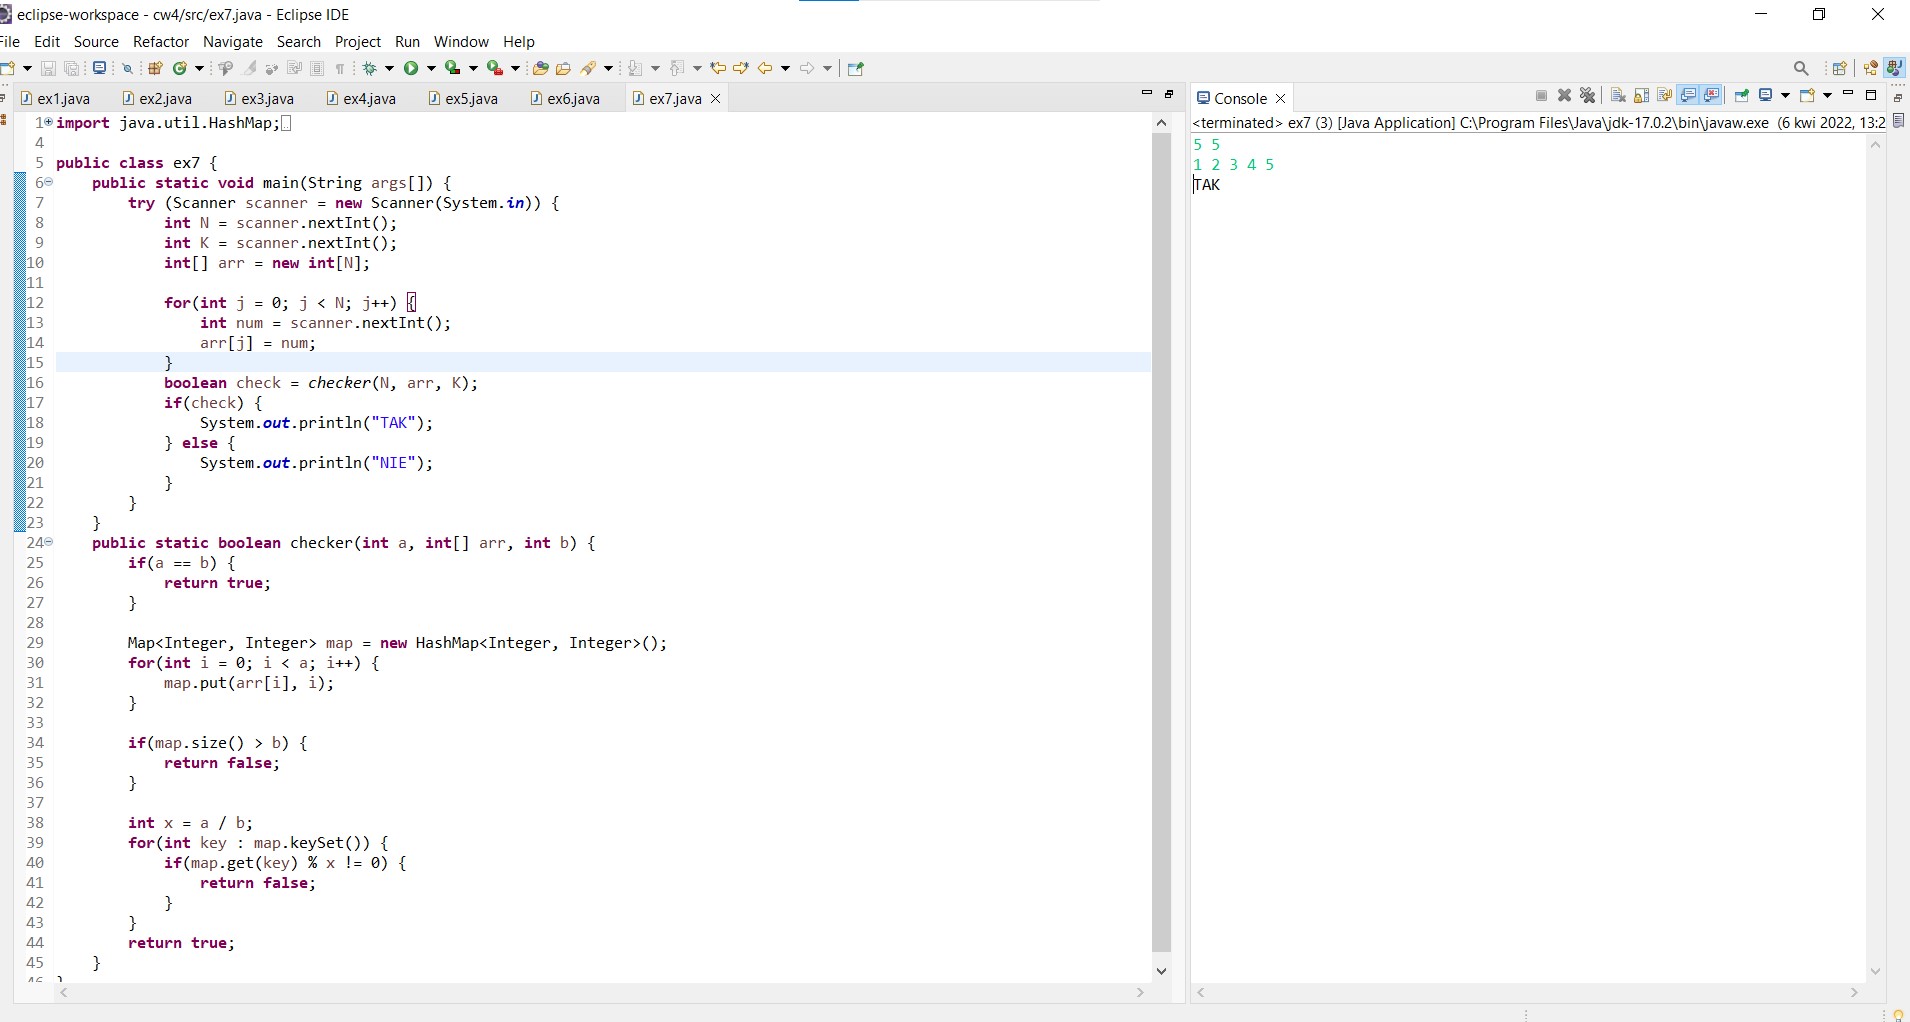 eclipse-workspace - cw4/src/ex7.java - Eclipse IDE
File Edit Source Refactor Navigate Search Project Run Window Help
ex1.java ex2.java ex3.java ex4.java ex5.java ex6.java ex7.java
1 import java.util.HashMap;
4
5 public class ex7 {
6 public static void main(String args[]) {
7 try (Scanner scanner = new Scanner(System.in)) {
8 int N = scanner.nextInt();
9 int K = scanner.nextInt();
10 int[] arr = new int[N];
11
12 for(int j = 0; j < N; j++) {
13 int num = scanner.nextInt();
14 arr[j] = num;
15 }
16 boolean check = checker(N, arr, K);
17 if(check) {
18 System.out.println("TAK");
19 } else {
20 System.out.println("NIE");
21 }
22 }
23 }
24 public static boolean checker(int a, int[] arr, int b) {
25 if(a == b) {
26 return true;
27 }
28
29 Map<Integer, Integer> map = new HashMap<Integer, Integer>();
30 for(int i = 0; i < a; i++) {
31 map.put(arr[i], i);
32 }
33
34 if(map.size() > b) {
35 return false;
36 }
37
38 int x = a / b;
39 for(int key : map.keySet()) {
40 if(map.get(key) % x != 0) {
41 return false;
42 }
43 }
44 return true;
45 }
46 }
Console
<terminated> ex7 (3) [Java Application] C:\Program Files\Java\jdk-17.0.2\bin\javaw.exe (6 kwi 2022, 13:2
5 5
1 2 3 4 5
TAK